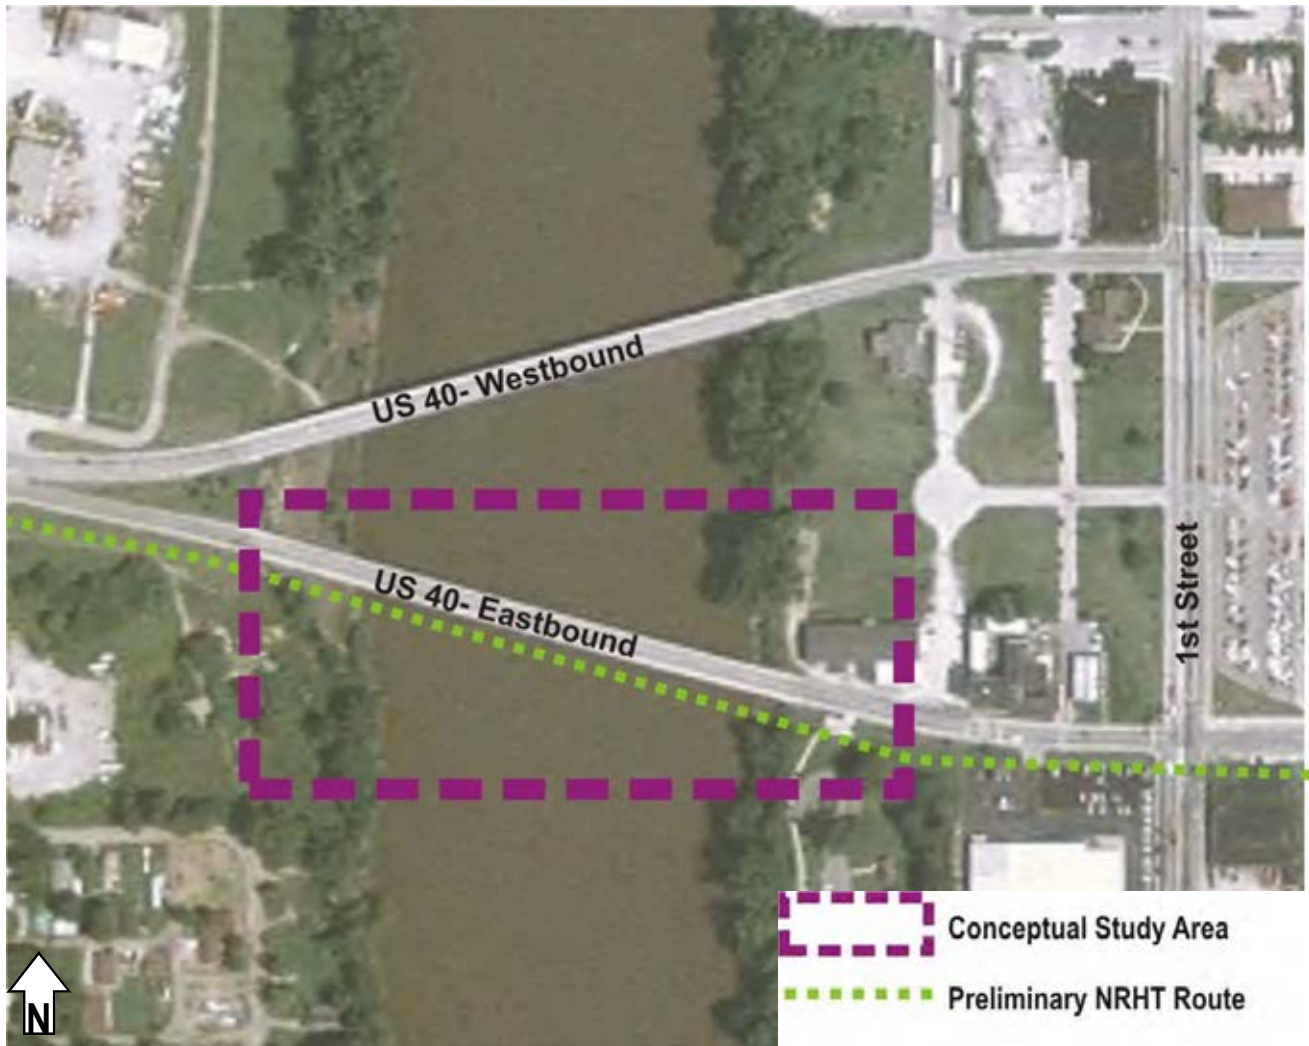 US 40- Westbound
US 40- Eastbound
1st Street
Conceptual Study Area
Preliminary NRHT Route
N